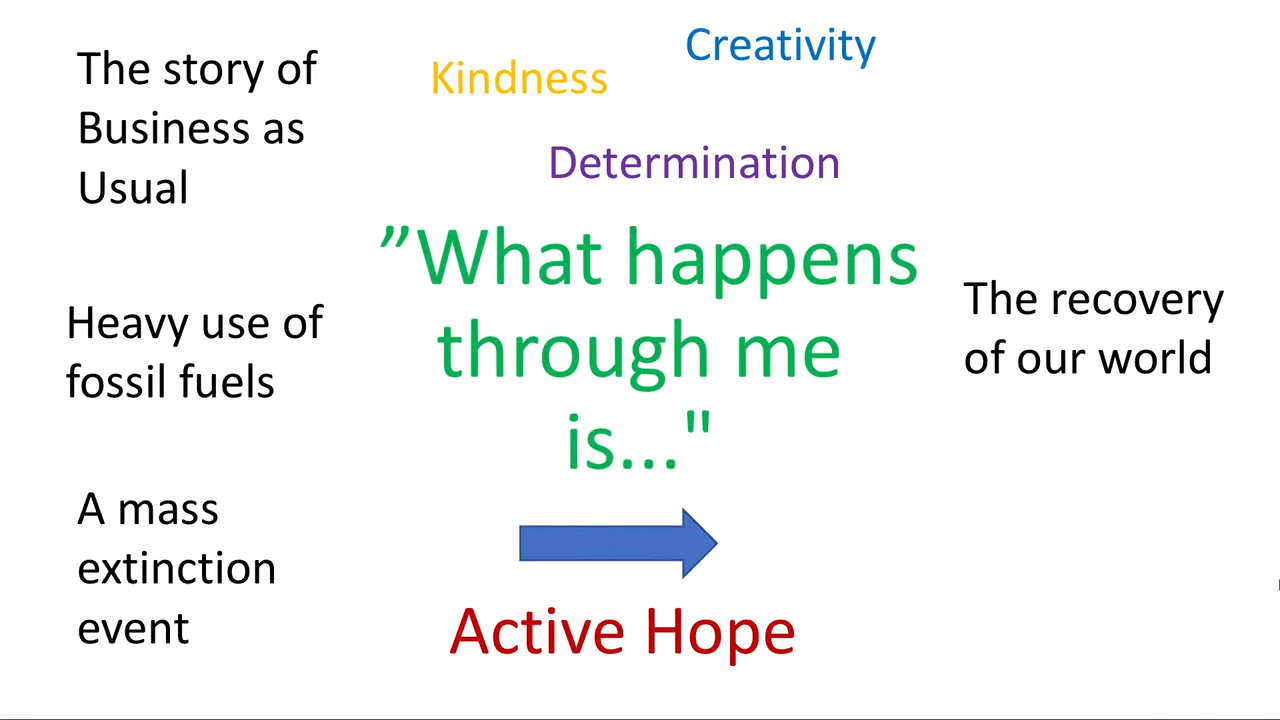 The story of
Business as
Usual
Kindness
Creativity
Determination
”What happens
through me
is..."
Heavy use of
fossil fuels
The recovery
of our world
A mass
extinction
event
Active Hope